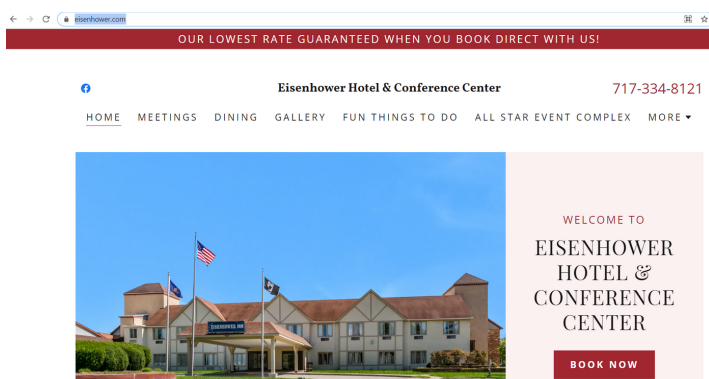 eisenhower.com
OUR LOWEST RATE GUARANTEED WHEN YOU BOOK DIRECT WITH US!
Eisenhower Hotel & Conference Center
717-334-8121
HOME MEETINGS DINING GALLERY FUN THINGS TO DO ALL STAR EVENT COMPLEX MORE
WELCOME TO
EISENHOWER
HOTEL &
CONFERENCE
CENTER
EISENHOWER INN
BOOK NOW